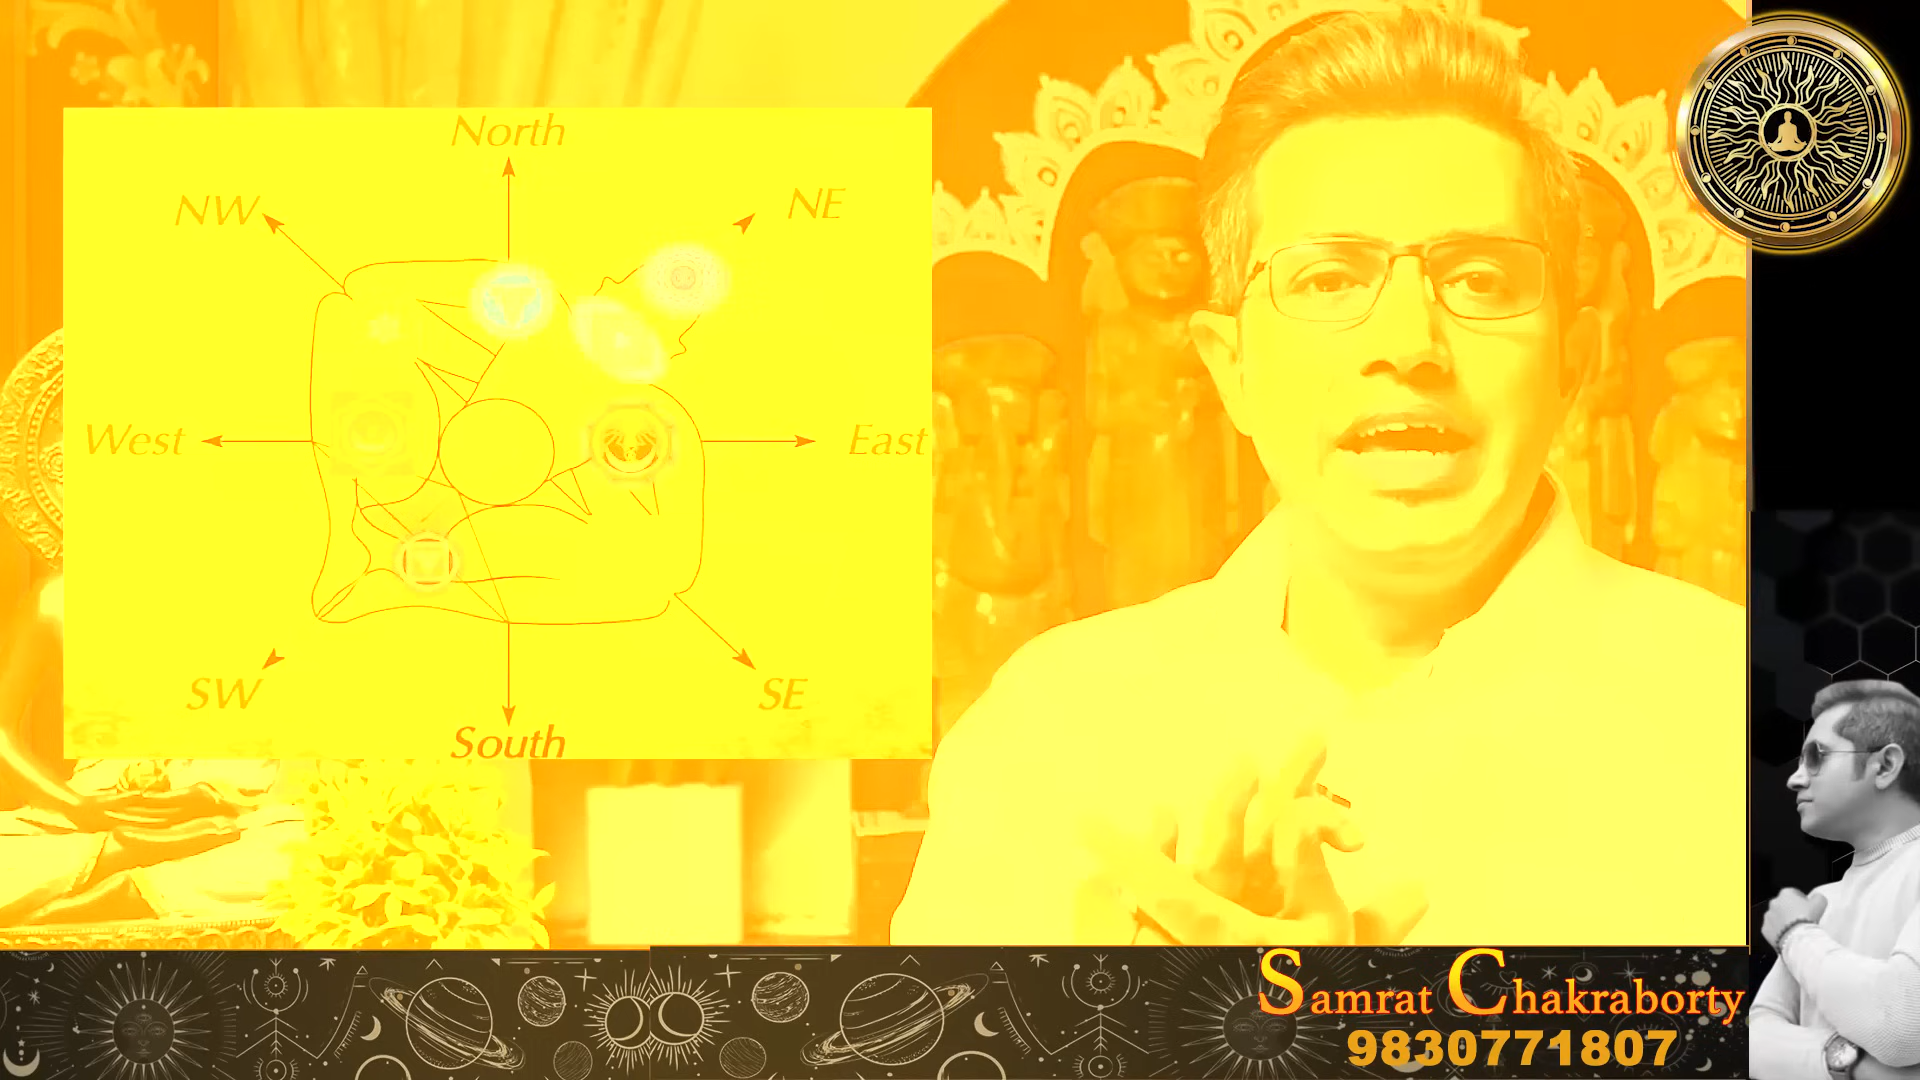 North
NW
NE
West
East
SW
SE
South
Samrat Chakraborty
9830771807